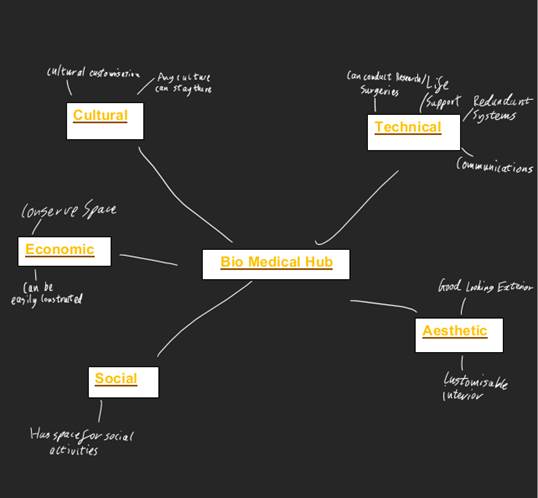 cultural customisation
Any culture
can stay there
Cultural
Can conduct Research/
Surgeries
Life
Support
Redundant
Systems
Technical
Communications
Conserve Space
Economic
Can be
easily constructed
Bio Medical Hub
Good Looking Exterior
Aesthetic
Customisable
Interior
Social
Has space for social
activities